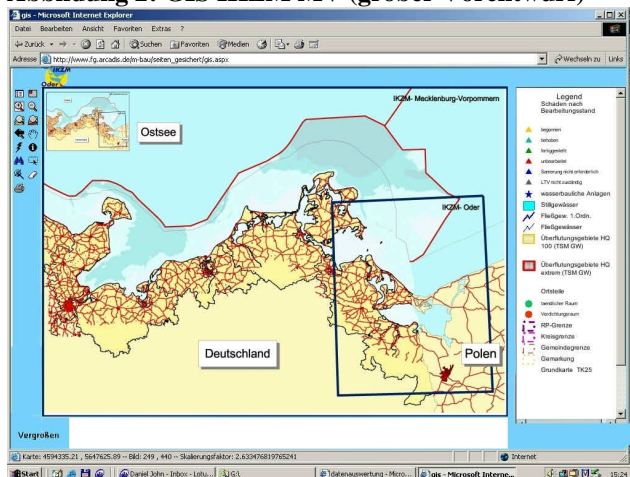 Abbildung 2: GIS IKZM MV (grober Vorentwurf)
gis - Microsoft Internet Explorer
Datei Bearbeiten Ansicht Favoriten Extras ?
Zurück Suchen Favoriten Medien
Adresse http://www.fg.arcadis.de/m-bau/seiten_gesichert/gis.aspx Wechseln zu Links
IKZM
Oder
IKZM- Mecklenburg-Vorpommern
Ostsee
IKZM- Oder
Deutschland
Polen
Legend
Schaden nach
Bearbeitungsstand
begonnen
behoben
fertiggestellt
unbearbeitet
Sanierung nicht erforderlich
LTV nicht zuständig
wasserbauliche Anlagen
Stillgewässer
Fließgew. 1.Ordn.
Fließgewässer
Überflutungsgebiete HQ
100 (TSM GW)
Überflutungsgebiete HQ
extrem (TSM GW)
Ortsteile
ländlicher Raum
Verdichtungsraum
RP-Grenze
Kreisgrenze
Gemeindegrenze
Gemarkung
Grundkarte TK25
Vergroßen
Karte: 4594335.21 , 5647625.89 -- Bild: 249 , 440 -- Skalierungsfaktor: 2.633476819765241 Internet
Start Daniel John - Inbox - Lotu... G:\ datenauswertung - Micro... gis - Microsoft Interne... 15:24